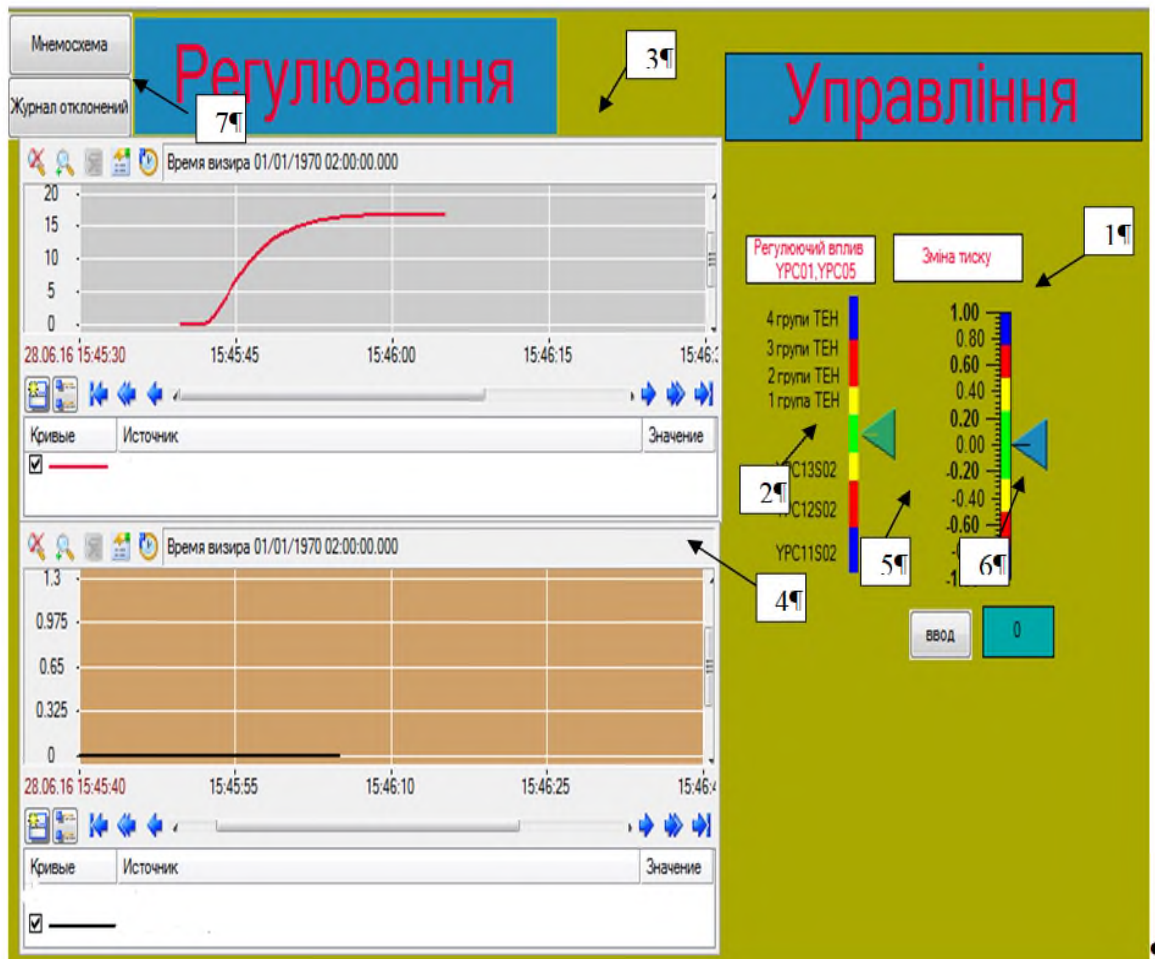 Мнемосхема
Журнал отклонений
Регулювання
Управління
7¶
3¶
Время визира 01/01/1970 02:00:00.000
20
15
10
5
0
28.06.16 15:45:30 15:45:45 15:46:00 15:46:15 15:46:
Кривые Источник Значение
Время визира 01/01/1970 02:00:00.000
1.3
0.975
0.65
0.325
0
28.06.16 15:45:40 15:45:55 15:46:10 15:46:25 15:46:
Кривые Источник Значение
4¶
1¶
Регулюючий вплив
YPC01,YPC05
4 групи ТЕН
3 групи ТЕН
2 групи ТЕН
1 група ТЕН
2¶
YPC11S02
Зміна тиску
1.00
0.80
0.60
0.40
0.20
0.00
-0.20
-0.40
-0.60
5¶
6¶
ввод
0